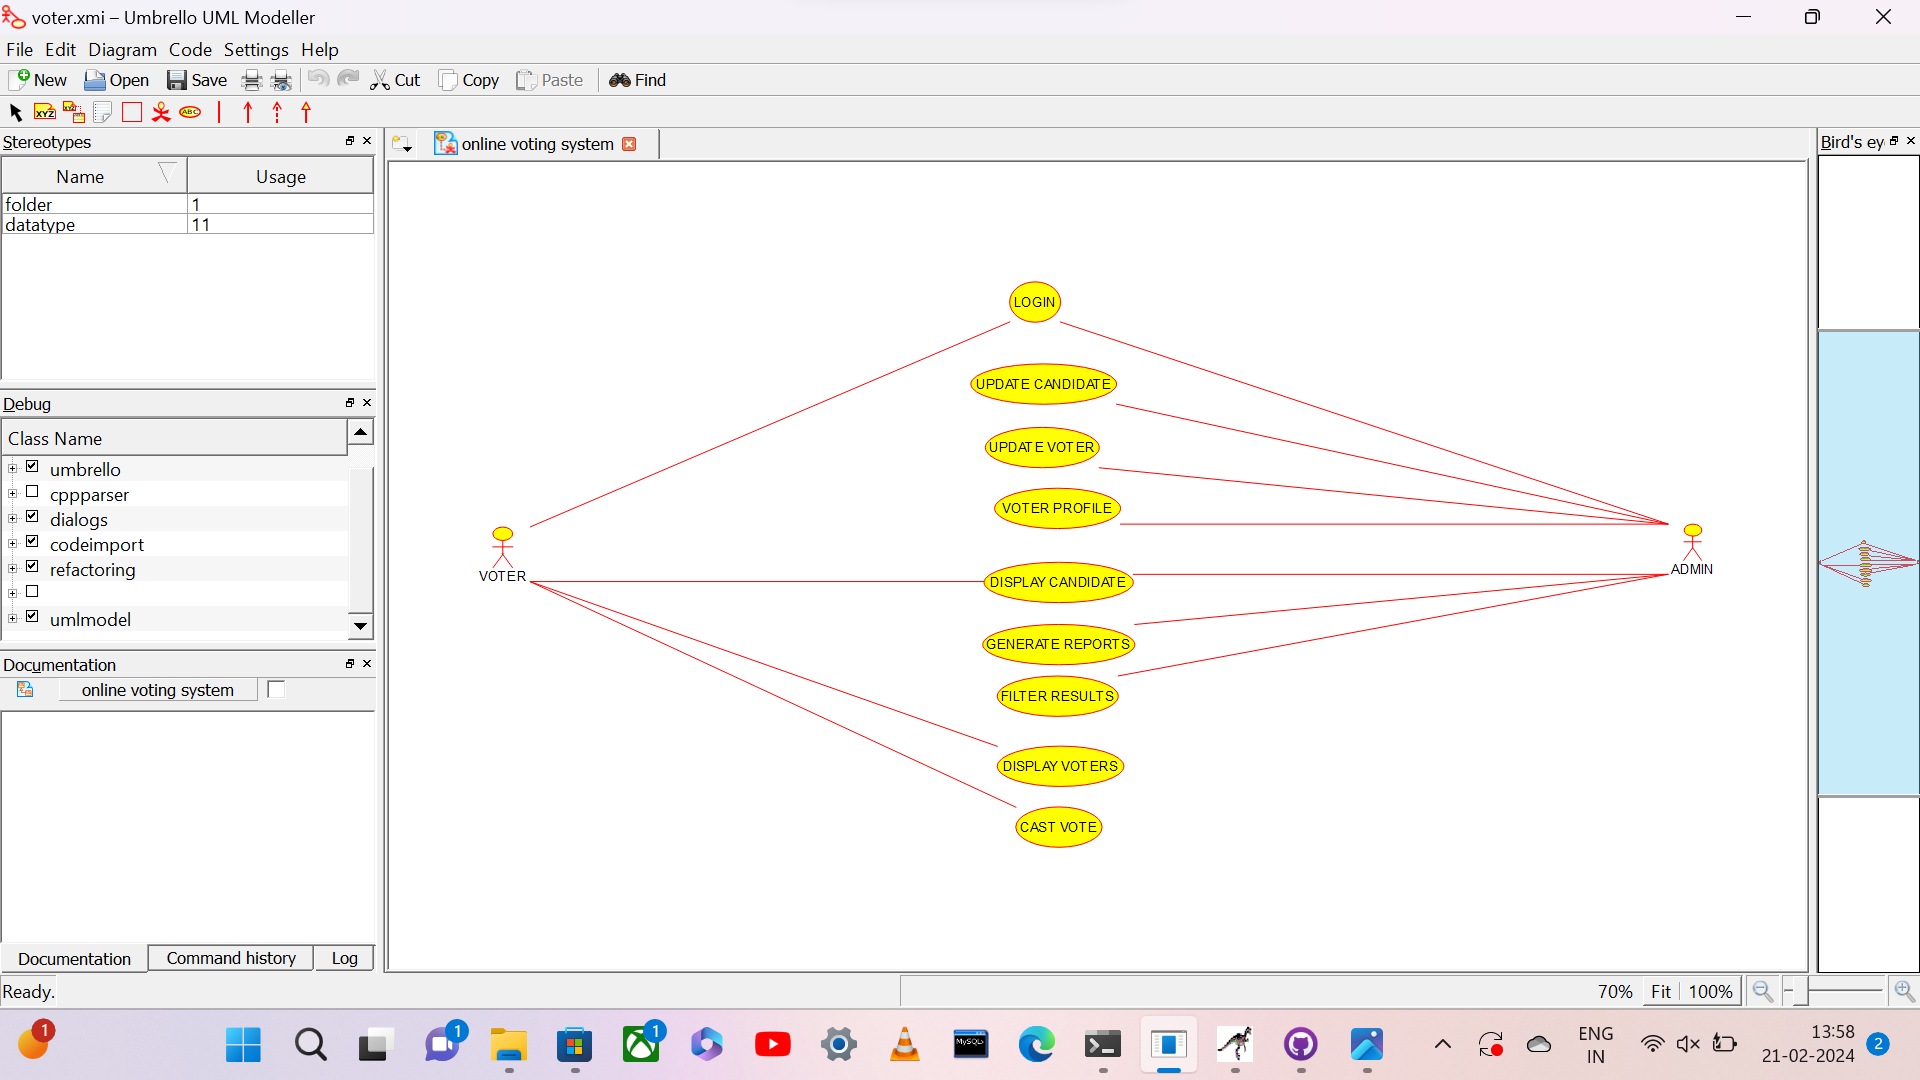 voter.xmi – Umbrello UML Modeller
File Edit Diagram Code Settings Help
New Open Save Cut Copy Paste Find
XYZ XYZ ABC
Stereotypes
Name Usage
folder 1
datatype 11
Debug
Class Name
umbrello
cppparser
dialogs
codeimport
refactoring
umlmodel
Documentation
online voting system
Documentation Command history Log
Ready.
online voting system
LOGIN
UPDATE CANDIDATE
UPDATE VOTER
VOTER PROFILE
VOTER
DISPLAY CANDIDATE
ADMIN
GENERATE REPORTS
FILTER RESULTS
DISPLAY VOTERS
CAST VOTE
Bird's ey
70% Fit 100%
1
1
1
MySQL
ENG
IN
13:58
21-02-2024
2